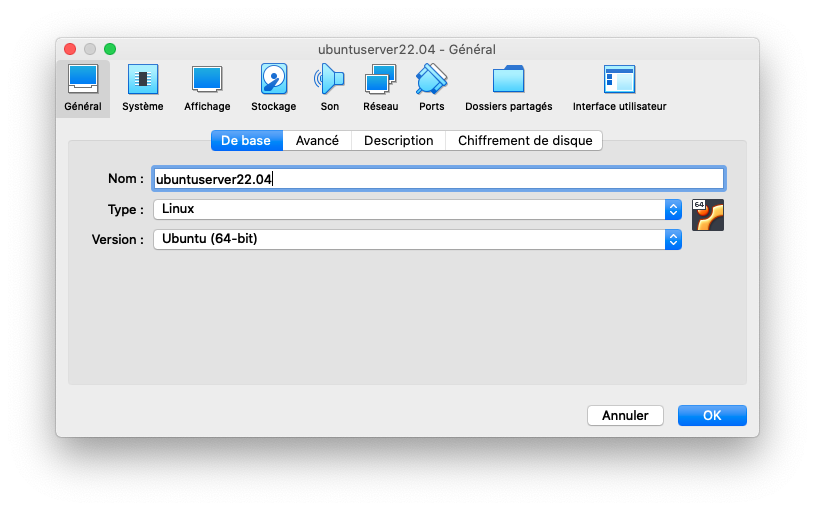 ubuntuserver22.04 - Général
Général Système Affichage Stockage Son Réseau Ports Dossiers partagés Interface utilisateur
De base Avancé Description Chiffrement de disque
Nom : ubuntuserver22.04
Type : Linux
64
Version : Ubuntu (64-bit)
Annuler OK